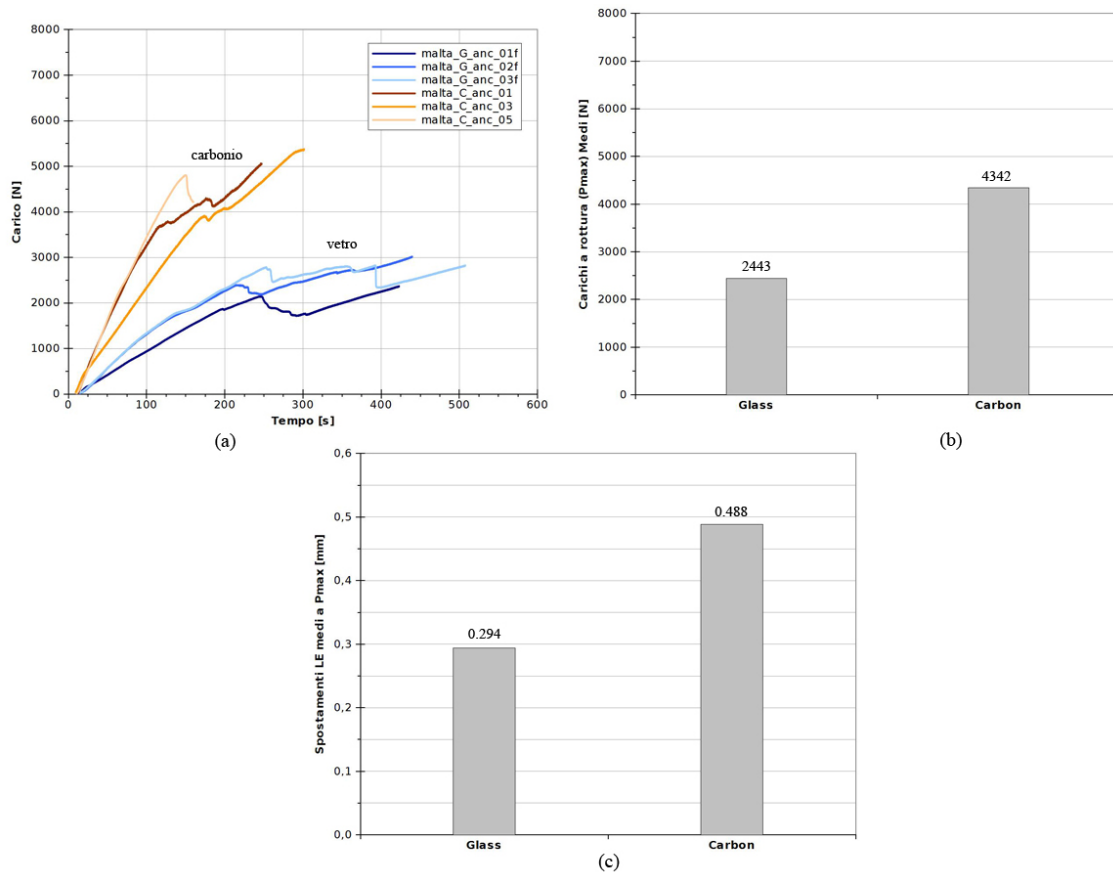 8000
7000
6000
5000
4000
3000
2000
1000
0
Carico [N]
malta_G_anc_01f
malta_G_anc_02f
malta_G_anc_03f
malta_C_anc_01
malta_C_anc_03
malta_C_anc_05
carbonio
vetro
0 100 200 300 400 500 600
Tempo [s]
(a)
Carichi a rottura (Pmax) Medi [N]
8000
7000
6000
5000
4000
3000
2000
1000
0
2443
4342
Glass Carbon
(b)
Spostamenti LE medi a Pmax [mm]
0,6
0,5
0,4
0,3
0,2
0,1
0,0
0.294
0.488
Glass Carbon
(c)